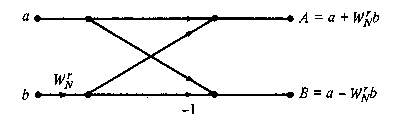 a
A = a + W_N^r b
W_N^r
b
B = a - W_N^r b
-1